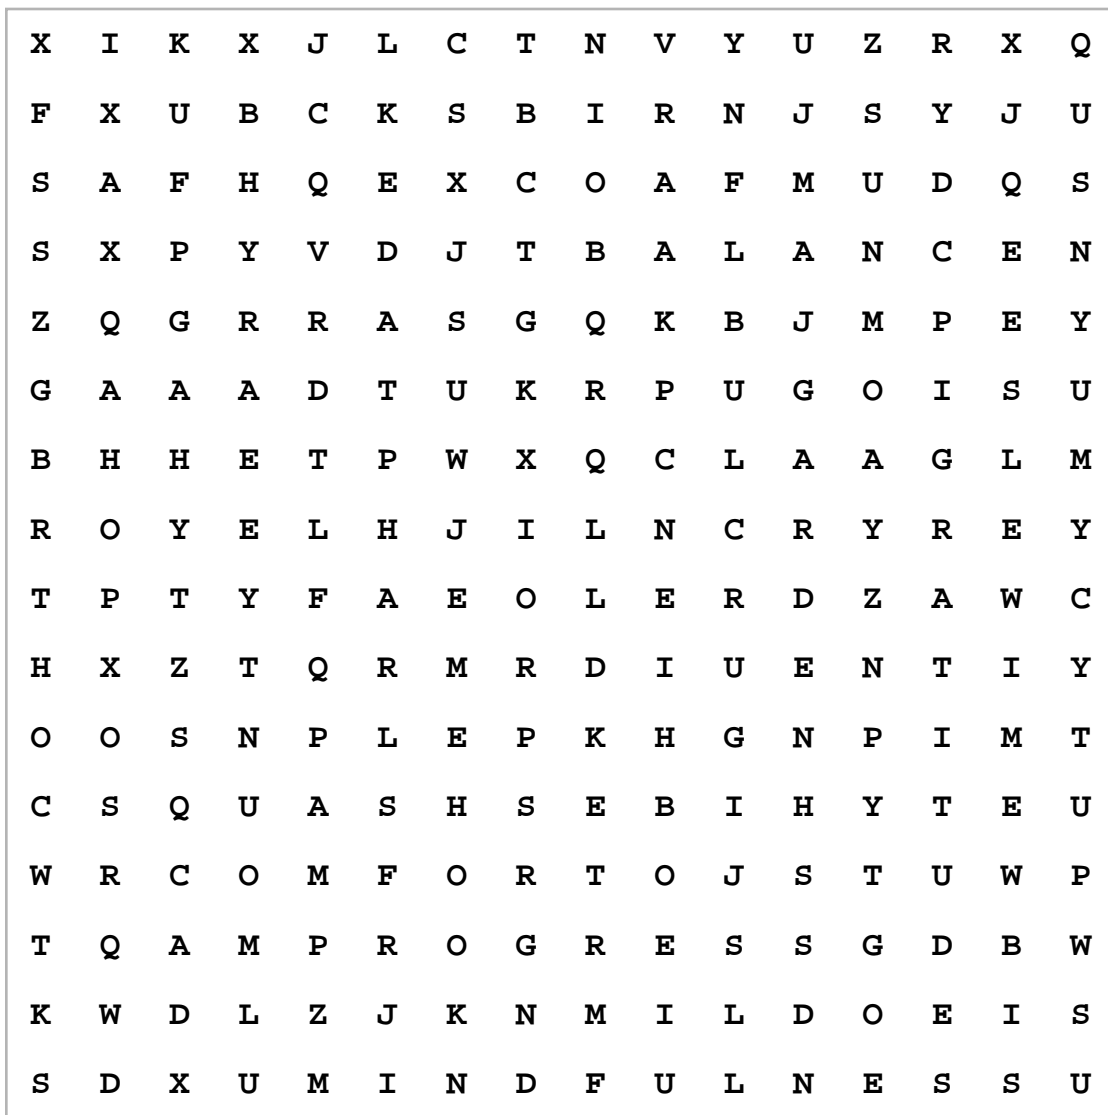 X I K X J L C T N V Y U Z R X Q
F X U B C K S B I R N J S Y J U
S A F H Q E X C O A F M U D Q S
S X P Y V D J T B A L A N C E N
Z Q G R R A S G Q K B J M P E Y
G A A A D T U K R P U G O I S U
B H H E T P W X Q C L A A G L M
R O Y E L H J I L N C R Y R E Y
T P T Y F A E O L E R D Z A W C
H X Z T Q R M R D I U E N T I Y
O O S N P L E P K H G N P I M T
C S Q U A S H S E B I H Y T E U
W R C O M F O R T O J S T U W P
T Q A M P R O G R E S S G D B W
K W D L Z J K N M I L D O E I S
S D X U M I N D F U L N E S S U